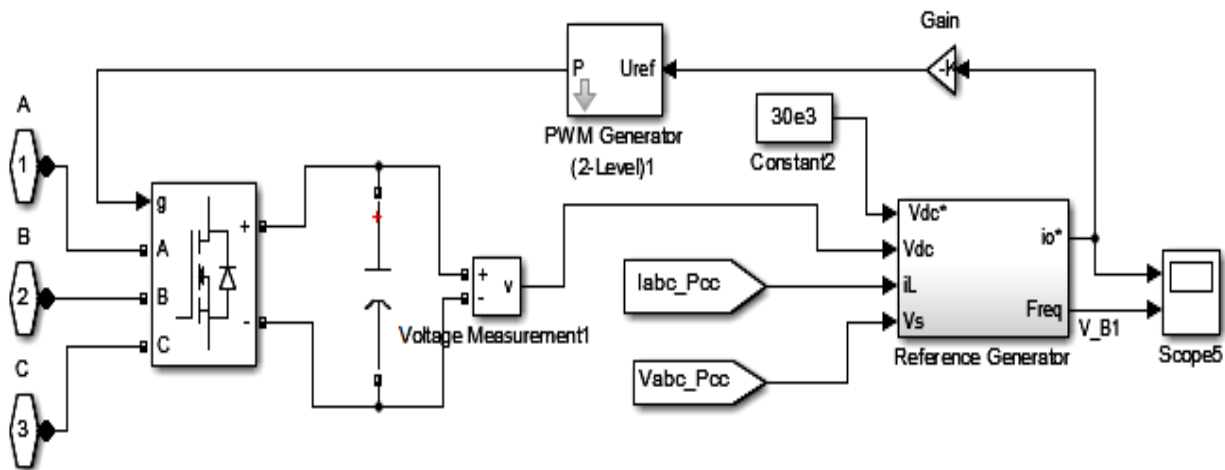 Gain
-K
P
Uref
PWM Generator
(2-Level)1
30e3
Constant2
A
1
g
A
B
C
+
-
B
2
C
3
+
+
-
v
Voltage Measurement1
Iabc_Pcc
Vabc_Pcc
Vdc*
Vdc
iL
Vs
io*
Freq
Reference Generator
V_B1
Scope5